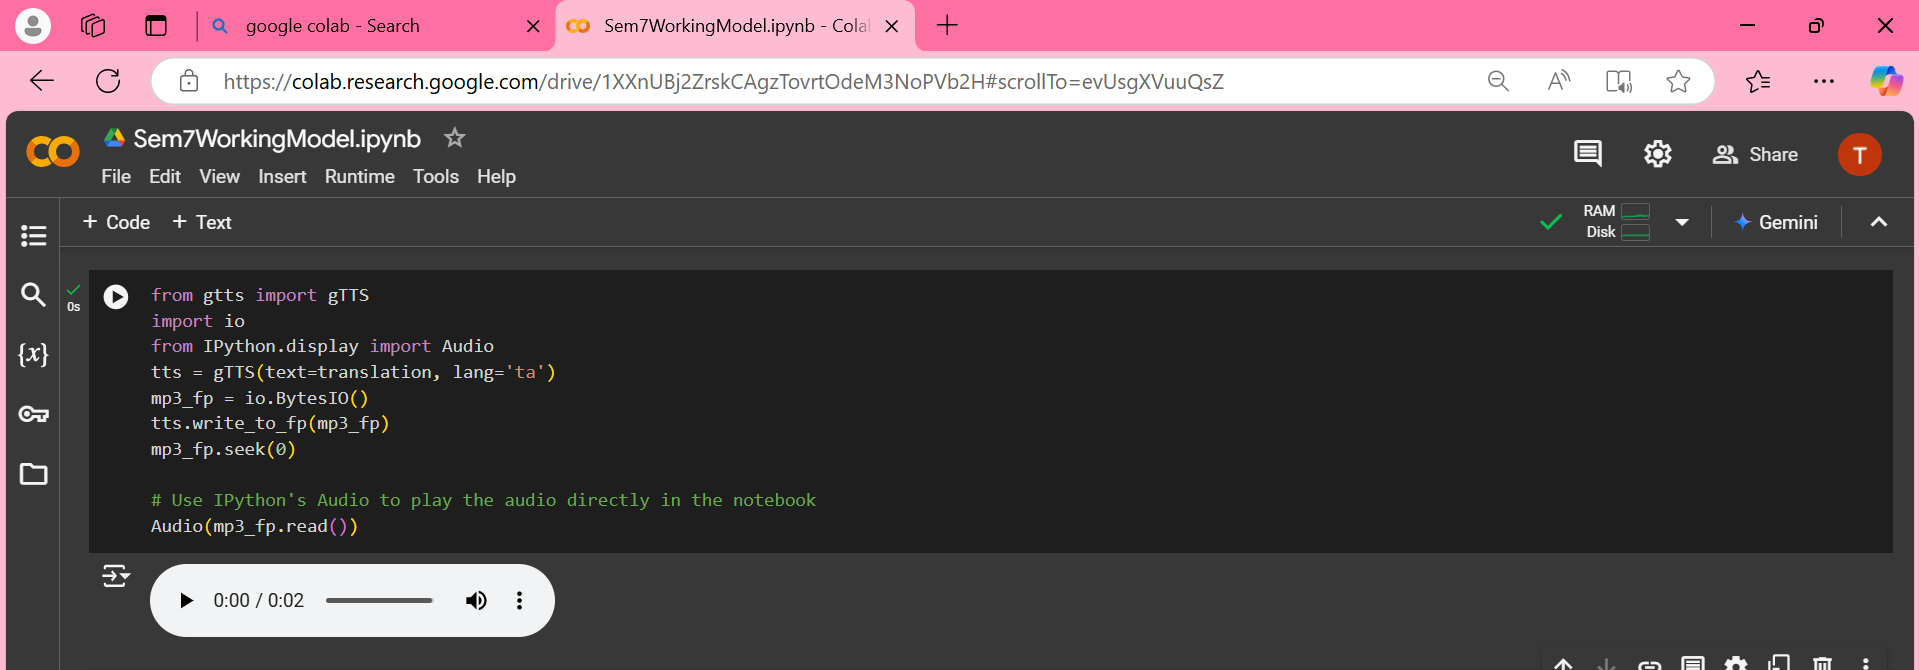 google colab - Search
Sem7WorkingModel.ipynb - Colab
https://colab.research.google.com/drive/1XXnUBj2ZrskCAgzTovrtOdeM3NoPVb2H#scrollTo=evUsgXVuuQsZ
Sem7WorkingModel.ipynb
File Edit View Insert Runtime Tools Help
Share
T
+ Code + Text
RAM
Disk
Gemini
0s
from gtts import gTTS
import io
from IPython.display import Audio
tts = gTTS(text=translation, lang='ta')
mp3_fp = io.BytesIO()
tts.write_to_fp(mp3_fp)
mp3_fp.seek(0)
# Use IPython's Audio to play the audio directly in the notebook
Audio(mp3_fp.read())
0:00 / 0:02